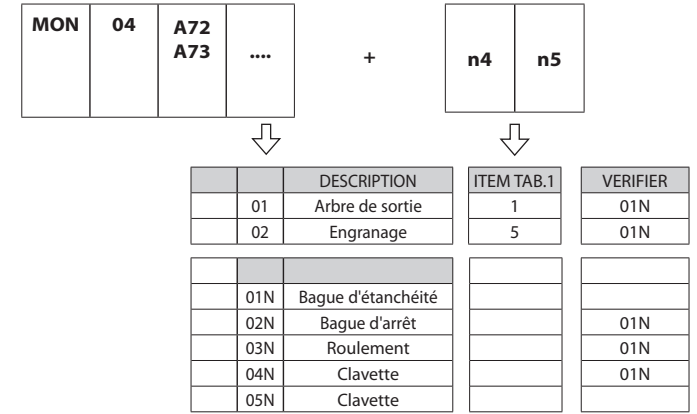 MON 04 A72 .... + n4 n5
A73
DESCRIPTION ITEM TAB.1 VERIFIER
01 Arbre de sortie 1 01N
02 Engranage 5 01N
01N Bague d'étanchéité
02N Bague d'arrêt 01N
03N Roulement 01N
04N Clavette 01N
05N Clavette